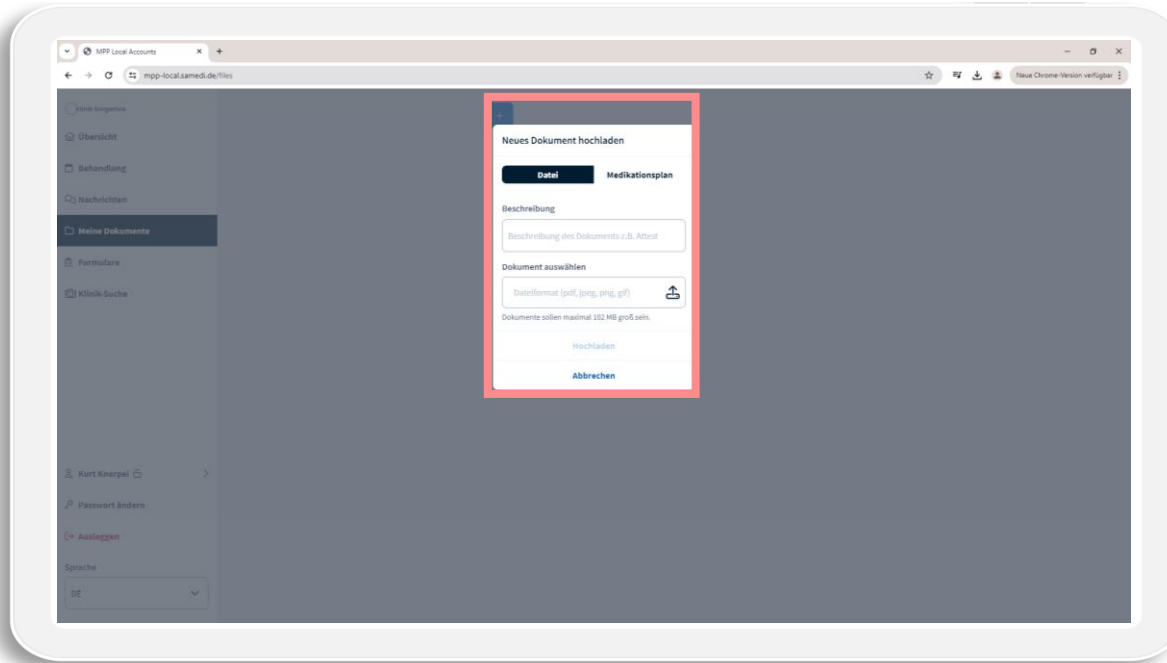 MPP Local Accounts
mpp-local.samedi.de/files
Neue Chrome-Version verfügbar
Übersicht
Behandlung
Nachrichten
Meine Dokumente
Formulare
Klinik-Suche
Kurt Knorpel
Passwort ändern
Ausloggen
Sprache
DE
Neues Dokument hochladen
Datei Medikationsplan
Beschreibung
Beschreibung des Dokuments z.B. Attest
Dokument auswählen
Dateiformat (pdf, jpeg, png, gif)
Dokumente sollen maximal 102 MB groß sein.
Hochladen
Abbrechen